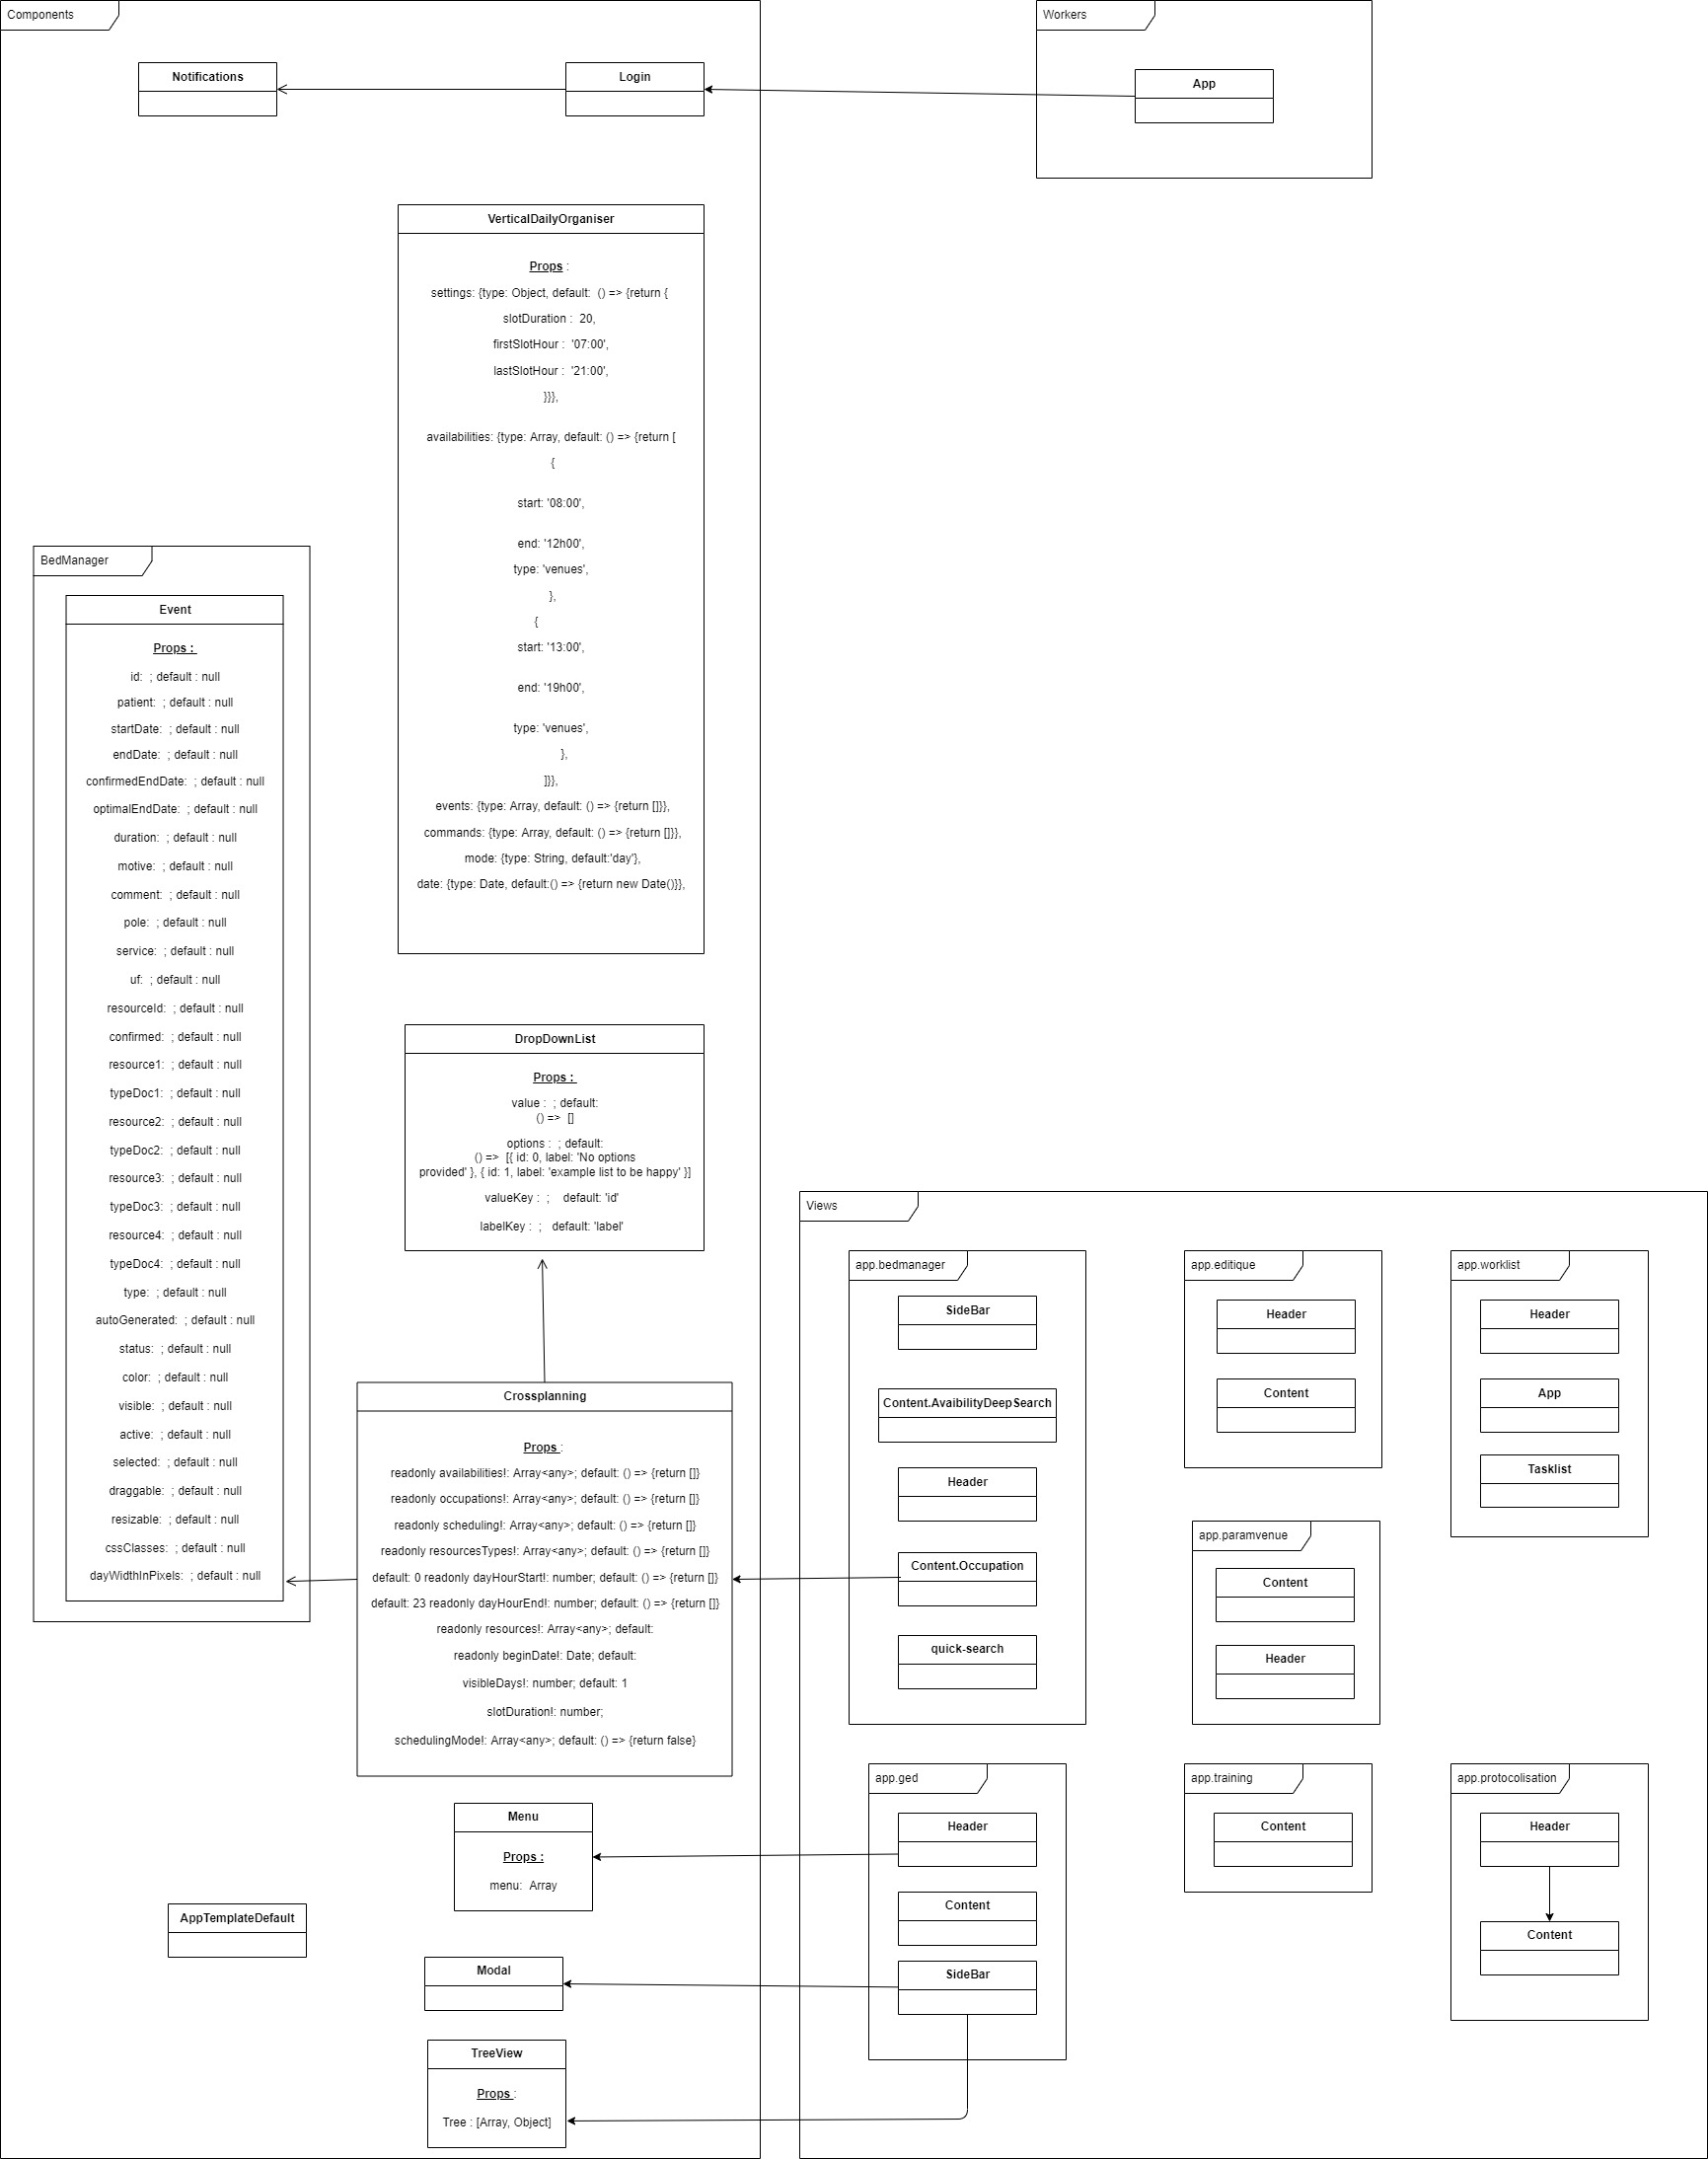 Components
Notifications
Login
Workers
App
VerticalDailyOrganiser
Props :
settings: {type: Object, default:  () => {return {
slotDuration :  20,
firstSlotHour :  '07:00',
lastSlotHour :  '21:00',
}}},
availabilities: {type: Array, default: () => {return [
{
start: '08:00',
end: '12h00',
type: 'venues',
},
{
start: '13:00',
end: '19h00',
type: 'venues',
},
]}},
events: {type: Array, default: () => {return []}},
commands: {type: Array, default: () => {return []}},
mode: {type: String, default:'day'},
date: {type: Date, default:() => {return new Date()}},
BedManager
Event
Props :
id:  ; default : null
patient:  ; default : null
startDate:  ; default : null
endDate:  ; default : null
confirmedEndDate:  ; default : null
optimalEndDate:  ; default : null
duration:  ; default : null
motive:  ; default : null
comment:  ; default : null
pole:  ; default : null
service:  ; default : null
uf:  ; default : null
resourceId:  ; default : null
confirmed:  ; default : null
resource1:  ; default : null
typeDoc1:  ; default : null
resource2:  ; default : null
typeDoc2:  ; default : null
resource3:  ; default : null
typeDoc3:  ; default : null
resource4:  ; default : null
typeDoc4:  ; default : null
type:  ; default : null
autoGenerated:  ; default : null
status:  ; default : null
color:  ; default : null
visible:  ; default : null
active:  ; default : null
selected:  ; default : null
draggable:  ; default : null
resizable:  ; default : null
cssClasses:  ; default : null
dayWidthInPixels:  ; default : null
DropDownList
Props :
value :  ; default:
() =>  []
options :  ; default:
() =>  [{ id: 0, label: 'No options
provided' }, { id: 1, label: 'example list to be happy' }]
valueKey :  ;    default: 'id'
labelKey :  ;   default: 'label'
Crossplanning
Props :
readonly availabilities!: Array<any>; default: () => {return []}
readonly occupations!: Array<any>; default: () => {return []}
readonly scheduling!: Array<any>; default: () => {return []}
readonly resourcesTypes!: Array<any>; default: () => {return []}
default: 0 readonly dayHourStart!: number; default: () => {return []}
default: 23 readonly dayHourEnd!: number; default: () => {return []}
readonly resources!: Array<any>; default:
readonly beginDate!: Date; default:
visibleDays!: number; default: 1
slotDuration!: number;
schedulingMode!: Array<any>; default: () => {return false}
Menu
Props :
menu:  Array
AppTemplateDefault
Modal
TreeView
Props :
Tree : [Array, Object]
Views
app.bedmanager
SideBar
Content.AvaibilityDeepSearch
Header
Content.Occupation
quick-search
app.editique
Header
Content
app.worklist
Header
App
Tasklist
app.paramvenue
Content
Header
app.ged
Header
Content
SideBar
app.training
Content
app.protocolisation
Header
Content